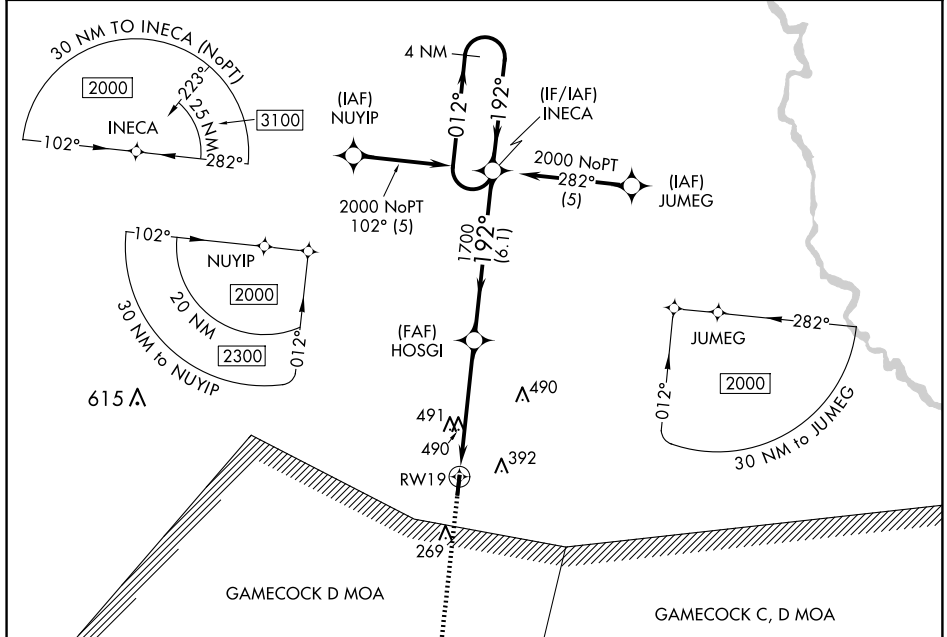 30 NM TO INECA (NoPT)
2000
223°
25 NM
3100
INECA
102°
282°
4 NM
012°
192°
(IF/IAF)
INECA
(IAF)
NUYIP
2000 NoPT
102° (5)
2000 NoPT
282°
(5)
(IAF)
JUMEG
1700
192°
(6.1)
102°
NUYIP
2000
20 NM
2300
012°
30 NM to NUYIP
(FAF)
HOSGI
282°
JUMEG
2000
012°
30 NM to JUMEG
615
490
491
490
392
RW19
269
GAMECOCK D MOA
GAMECOCK C, D MOA